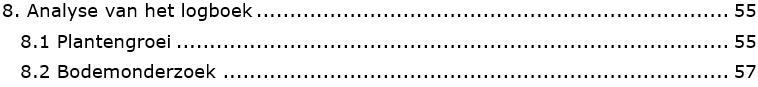 8. Analyse van het logboek........................................................................ 55
8.1 Plantengroei.................................................................................... 55
8.2 Bodemonderzoek ............................................................................. 57